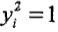 $y_i^2 = 1$